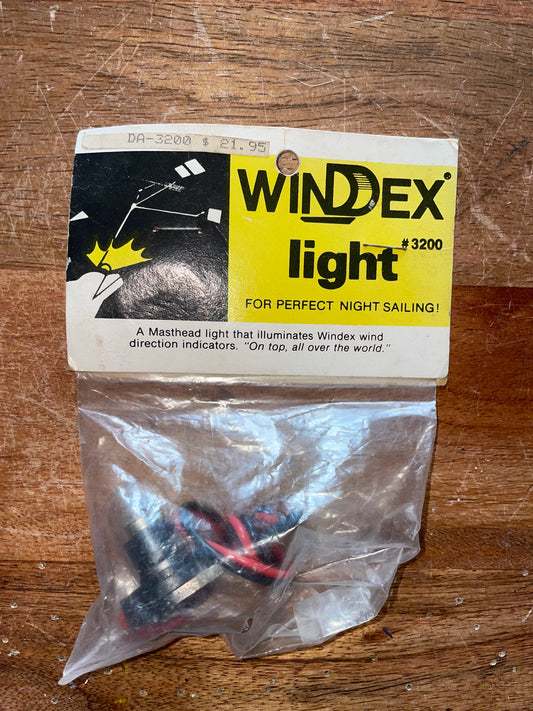 DA-3200 $ 21.95
WINDEX®
light #3200
FOR PERFECT NIGHT SAILING!
A Masthead light that illuminates Windex wind
direction indicators. "On top, all over the world."